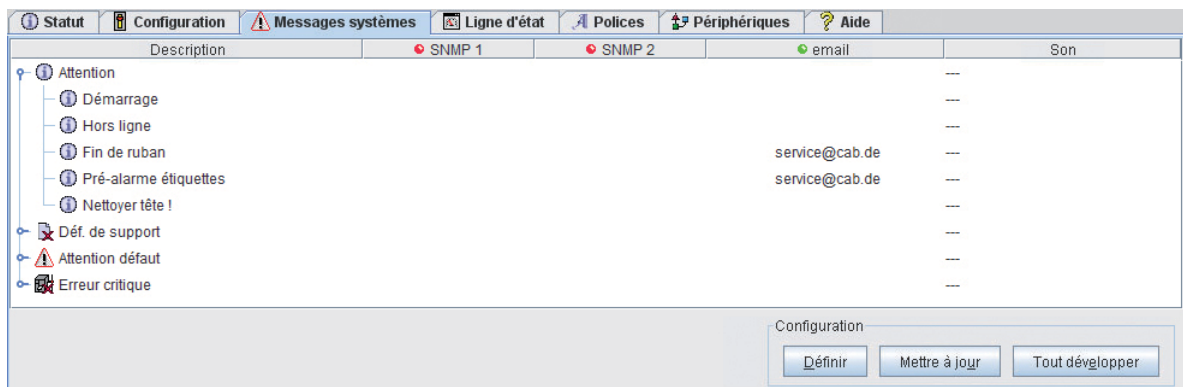 Statut Configuration Messages systèmes Ligne d'état Polices Périphériques Aide
Description SNMP 1 SNMP 2 email Son
Attention ---
Démarrage ---
Hors ligne ---
Fin de ruban service@cab.de ---
Pré-alarme étiquettes service@cab.de ---
Nettoyer tête ! ---
Déf. de support ---
Attention défaut ---
Erreur critique ---
Configuration
Définir Mettre à jour Tout développer